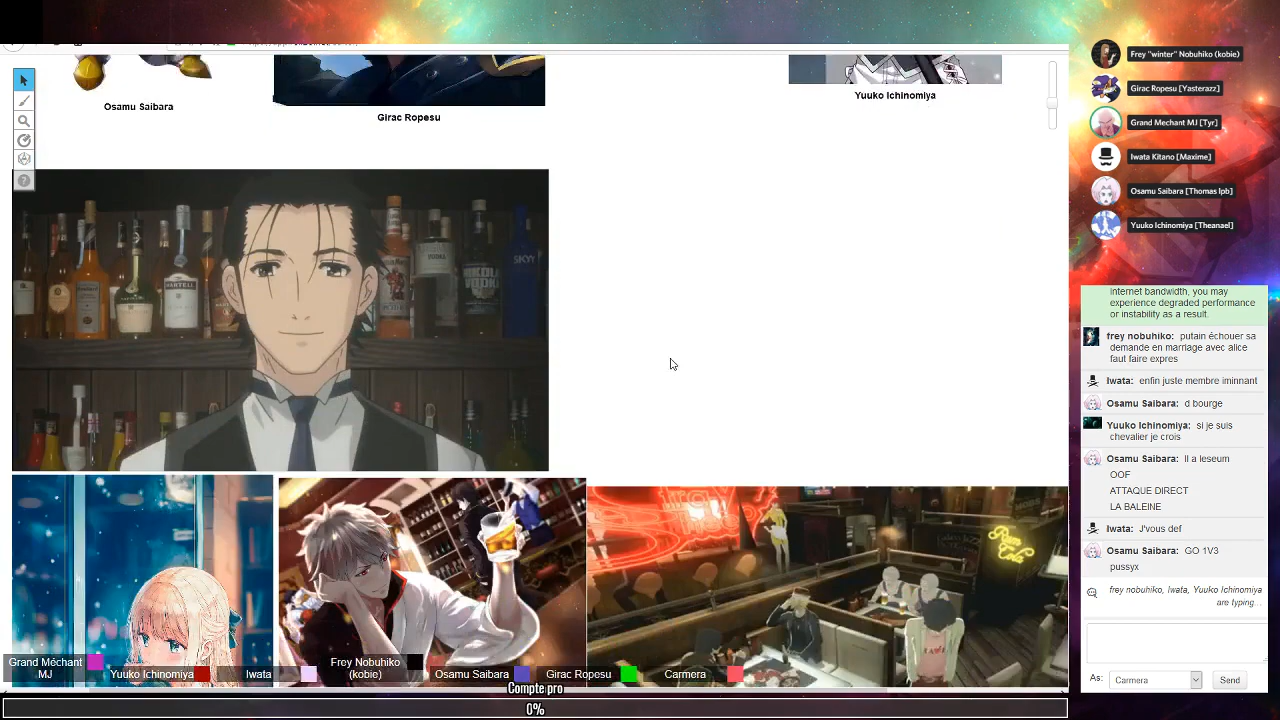 Osamu Saibara
Girac Ropesu
Yuuko Ichinomiya
Frey "winter" Nobuhiko (kobie)
Girac Ropesu [Yasterazz]
Grand Mechant MJ [Tyr]
Iwata Kitano [Maxime]
Osamu Saibara [Thomas lpb]
Yuuko Ichinomiya [Theanael]
MARTELL
VODKA
NIKOLAI
VODKA
SKYY
internet bandwidth, you may
experience degraded performance
or instability as a result.
frey nobuhiko: putain échouer sa
demande en marriage avec alice
faut faire expres
Iwata: enfin juste membre iminnant
Osamu Saibara: d bourge
Yuuko Ichinomiya: si je suis
chevalier je crois
Osamu Saibara: Il a leseum
OOF
ATTAQUE DIRECT
LA BALEINE
Iwata: J'vous def
Osamu Saibara: GO 1V3
pussyx
frey nobuhiko, Iwata, Yuuko Ichinomiya
are typing...
Grand Méchant
MJ
Yuuko Ichinomiya
Iwata
Frey Nobuhiko
(kobie)
Osamu Saibara
Girac Ropesu
Carmera
As: Carmera Send
Compte pro
0%